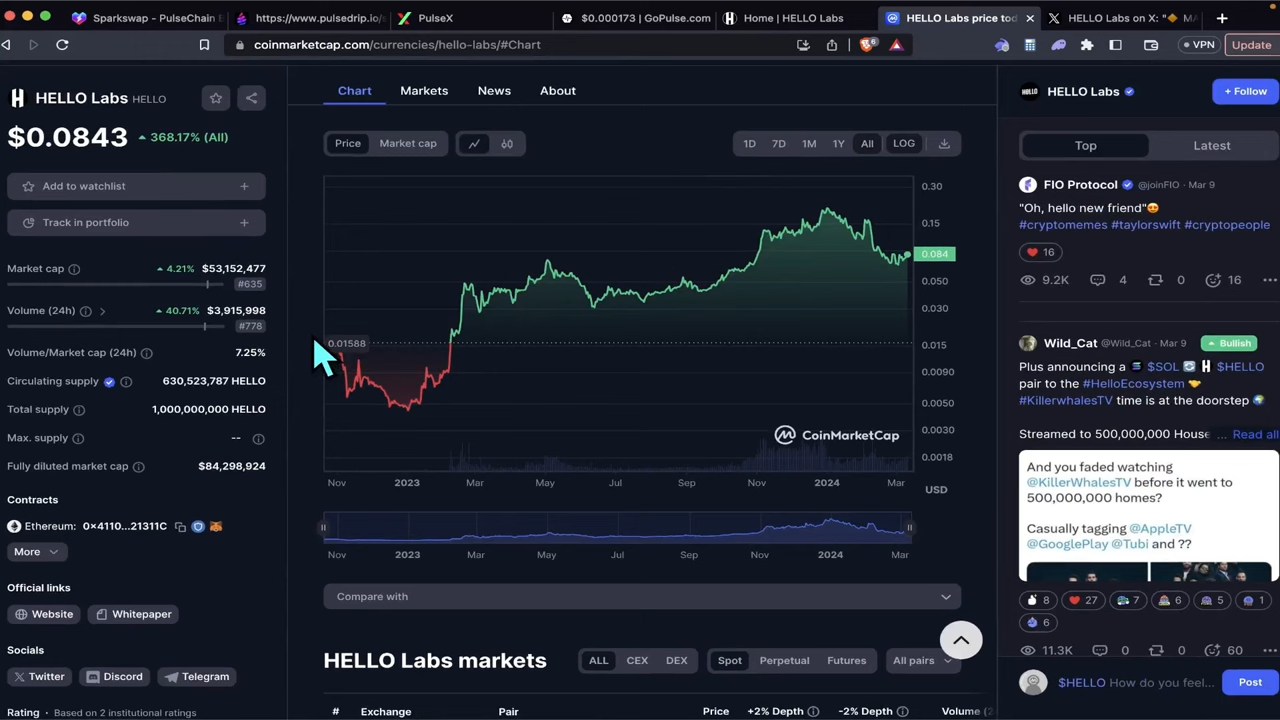 Sparkswap - PulseChain E
https://www.pulsedrip.io/s
PulseX
$0.000173 | GoPulse.com
Home | HELLO Labs
HELLO Labs price tod
HELLO Labs on X: "🔶 MA
coinmarketcap.com/currencies/hello-labs/#Chart
6
VPN
Update
HELLO Labs HELLO
$0.0843 368.17% (All)
Add to watchlist
Track in portfolio
Market cap 4.21% $53,152,477
#635
Volume (24h) 40.71% $3,915,998
#778
Volume/Market cap (24h) 7.25%
Circulating supply 630,523,787 HELLO
Total supply 1,000,000,000 HELLO
Max. supply --
Fully diluted market cap $84,298,924
Contracts
Ethereum: 0x4110...21311C
More
Official links
Website Whitepaper
Socials
Twitter Discord Telegram
Rating · Based on 2 institutional ratings
Chart Markets News About
Price Market cap
1D 7D 1M 1Y All LOG
0.30
0.15
0.084
0.050
0.030
0.01588
0.015
0.0090
0.0050
0.0030
0.0018
CoinMarketCap
Nov 2023 Mar May Jul Sep Nov 2024 Mar USD
Nov 2023 Mar May Jul Sep Nov 2024 Mar
Compare with
HELLO Labs markets
ALL CEX DEX Spot Perpetual Futures All pairs
# Exchange Pair Price +2% Depth -2% Depth Volume (2
HELLO Labs
+ Follow
Top Latest
FIO Protocol @joinFIO · Mar 9
"Oh, hello new friend"😍
#cryptomemes #taylorswift #cryptopeople
❤️ 16
9.2K 4 0 16
Wild_Cat @Wild_Cat · Mar 9 Bullish
Plus announcing a $SOL 🔄 $HELLO
pair to the #HelloEcosystem 🤝
#KillerwhalesTV time is at the doorstep 🌍
Streamed to 500,000,000 House ... Read all
And you faded watching
@KillerWhalesTV before it went to
500,000,000 homes?
Casually tagging @AppleTV
@GooglePlay @Tubi and ??
8 27 7 6 5 1
6
11.3K 0 0 60
$HELLO How do you feel...
Post